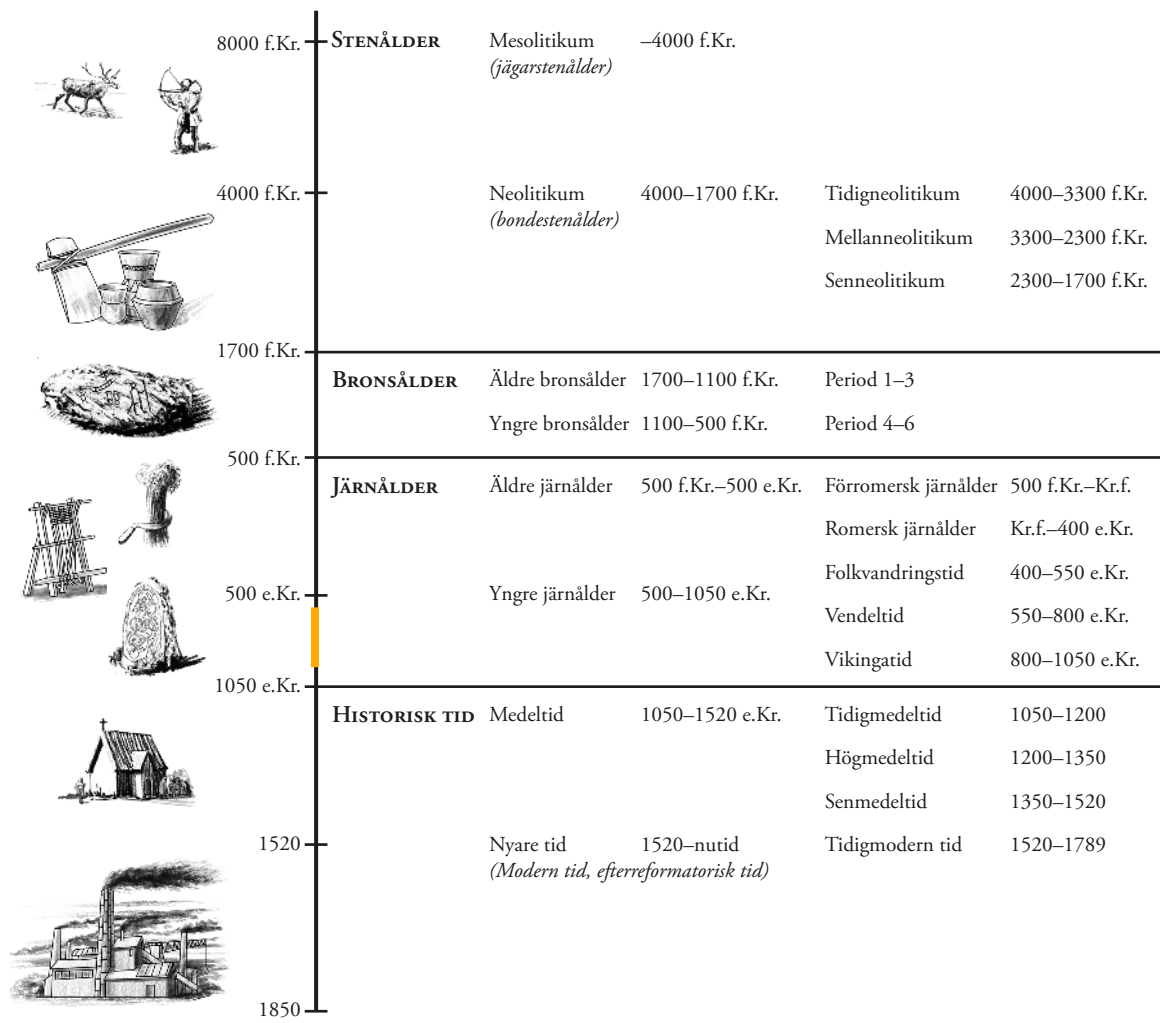 8000 f.Kr. STENÅLDER Mesolitikum –4000 f.Kr.
(jägarstenålder)
4000 f.Kr. Neolitikum 4000–1700 f.Kr. Tidigneolitikum 4000–3300 f.Kr.
(bondestenålder)
Mellanneolitikum 3300–2300 f.Kr.
Senneolitikum 2300–1700 f.Kr.
1700 f.Kr.
BRONSÅLDER Äldre bronsålder 1700–1100 f.Kr. Period 1–3
Yngre bronsålder 1100–500 f.Kr. Period 4–6
500 f.Kr.
JÄRNÅLDER Äldre järnålder 500 f.Kr.–500 e.Kr. Förromersk järnålder 500 f.Kr.–Kr.f.
Romersk järnålder Kr.f.–400 e.Kr.
Folkvandringstid 400–550 e.Kr.
500 e.Kr. Yngre järnålder 500–1050 e.Kr.
Vendeltid 550–800 e.Kr.
Vikingatid 800–1050 e.Kr.
1050 e.Kr.
HISTORISK TID Medeltid 1050–1520 e.Kr. Tidigmedeltid 1050–1200
Högmedeltid 1200–1350
Senmedeltid 1350–1520
1520 Nyare tid 1520–nutid Tidigmodern tid 1520–1789
(Modern tid, efterreformatorisk tid)
1850